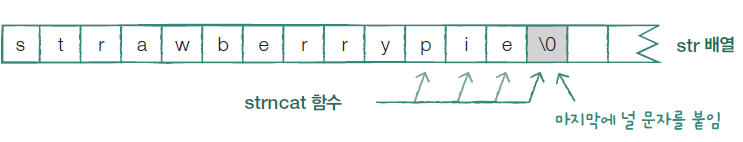 s t r a w b e r r y p i e \0 str 배열
strncat 함수
마지막에 널 문자를 붙임